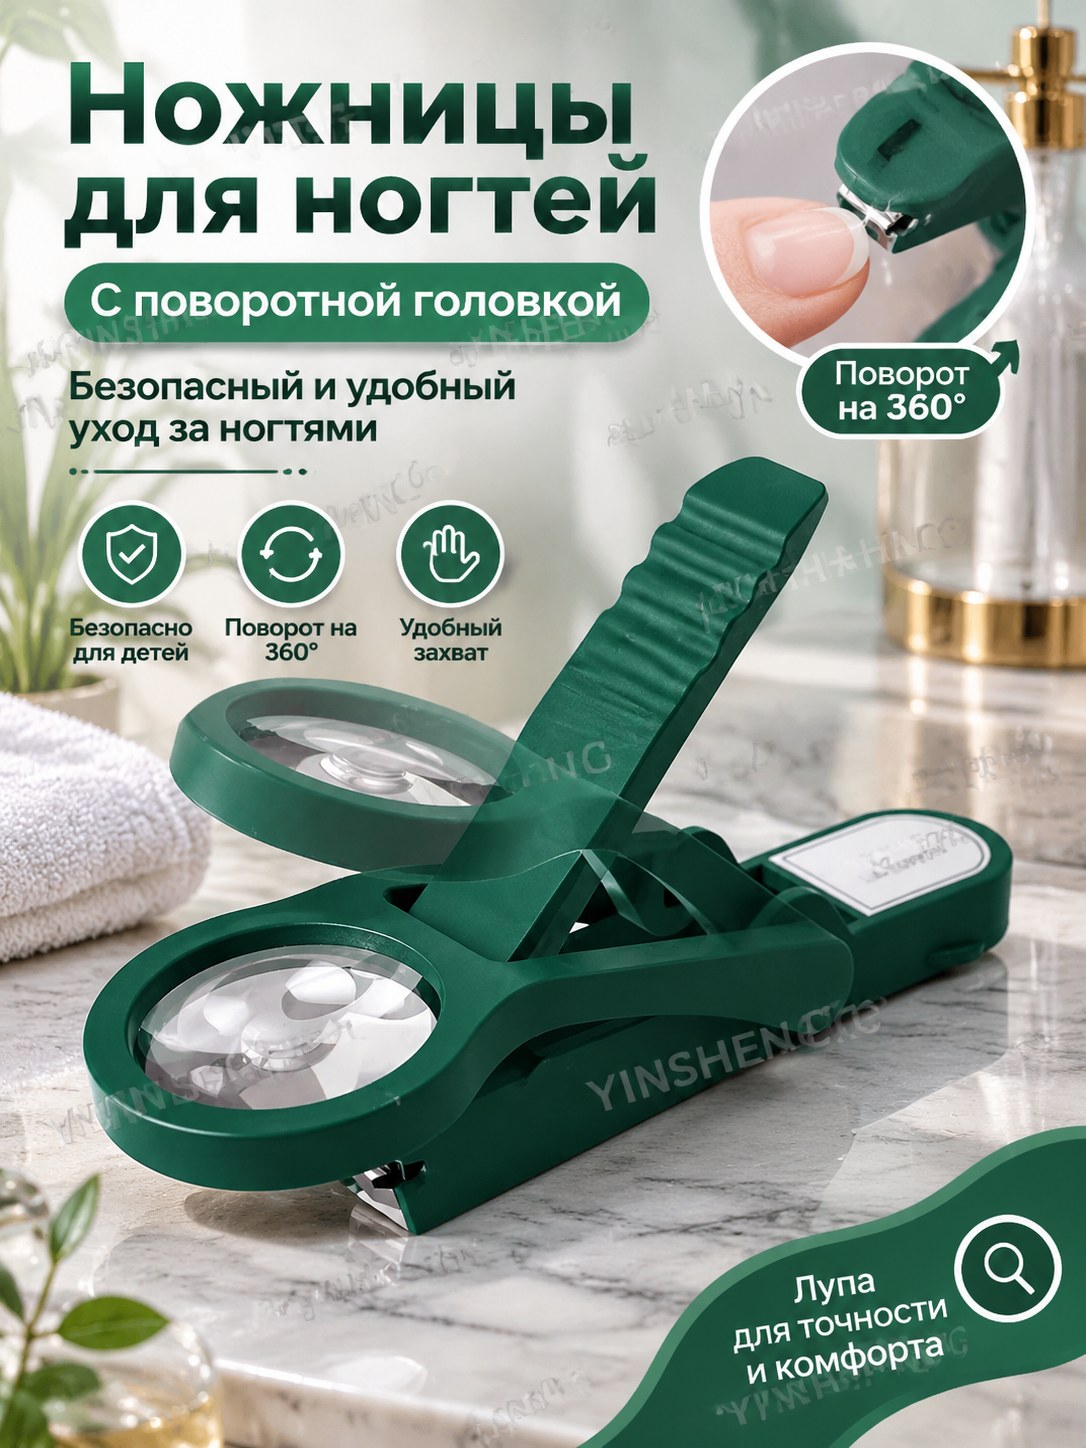 Ножницы
для ногтей
С поворотной головкой
Безопасный и удобный
уход за ногтями
Безопасно
для детей
Поворот на
360°
Удобный
захват
Поворот
на 360°
YINSHENG
Лупа
для точности
и комфорта